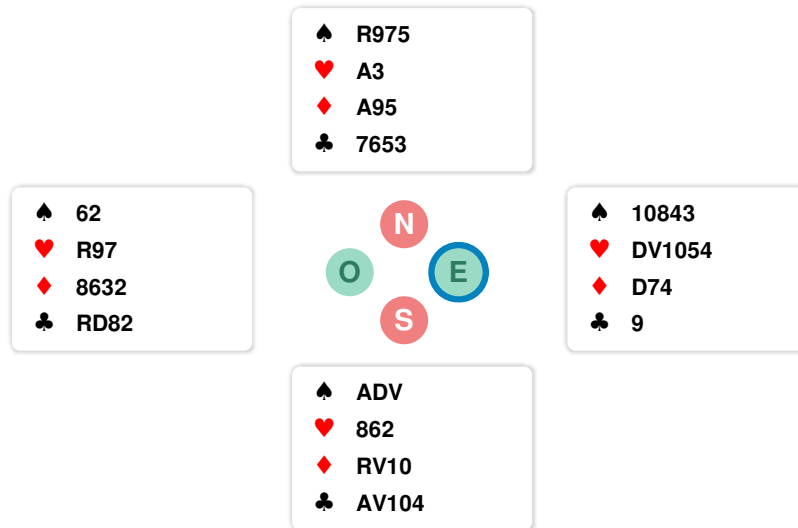 ♠ R975
♥ A3
♦ A95
♣ 7653
♠ 62
♥ R97
♦ 8632
♣ RD82
N
O E
S
♠ 10843
♥ DV1054
♦ D74
♣ 9
♠ ADV
♥ 862
♦ RV10
♣ AV104